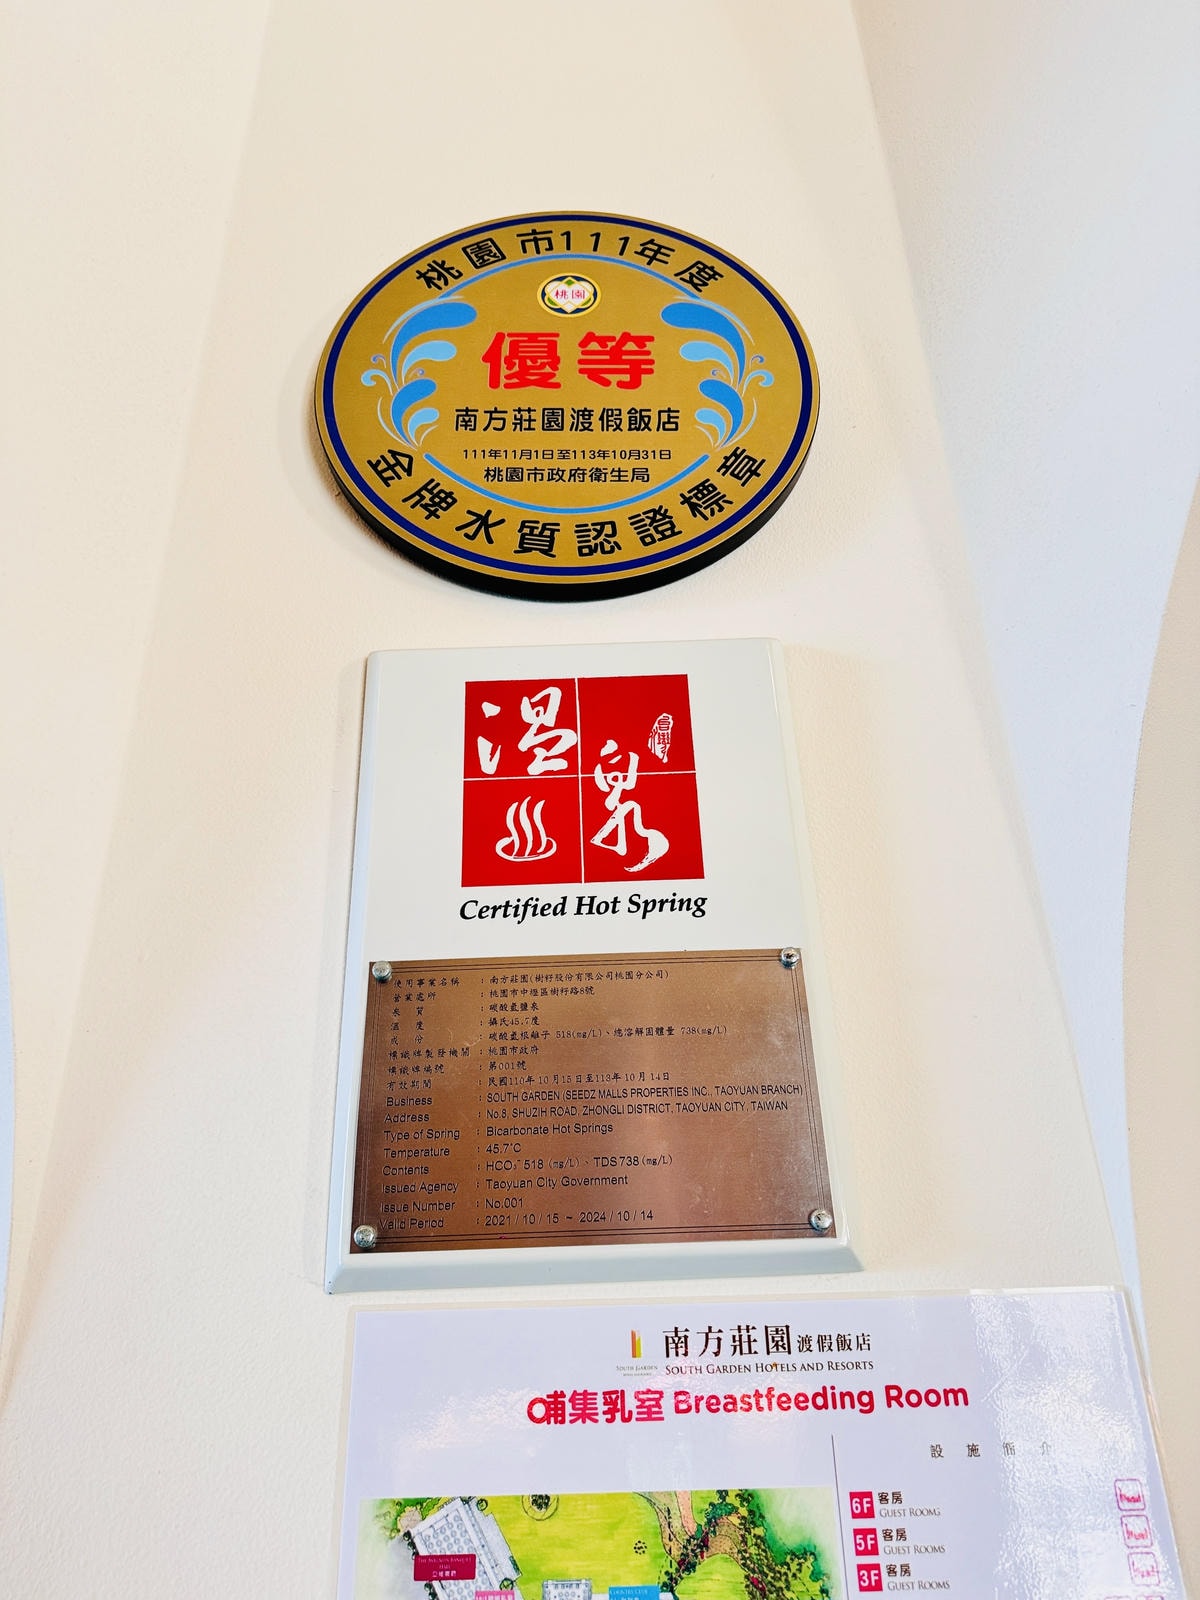 桃園市111年度
桃園
優等
南方莊園渡假飯店
111年11月1日至113年10月31日
桃園市政府衛生局
金牌水質認證標章
溫泉
Certified Hot Spring
使用事業名稱 : 南方莊園(樹籽股份有限公司桃園分公司)
營業處所 : 桃園市中壢區樹籽路8號
泉質 : 碳酸氫鹽泉
溫度 : 攝氏45.7度
成份 : 碳酸氫根離子 518(mg/L)、總溶解固體量 738(mg/L)
標識牌製發機關 : 桃園市政府
標識牌編號 : 第001號
有效期間 : 民國110年10月15日至113年10月14日
Business : SOUTH GARDEN (SEEDZ MALLS PROPERTIES INC., TAOYUAN BRANCH)
Address : No.8, SHUZIH ROAD, ZHONGLI DISTRICT, TAOYUAN CITY, TAIWAN
Type of Spring : Bicarbonate Hot Springs
Temperature : 45.7°C
Contents : HCO₃⁻ 518 (mg/L)、TDS 738 (mg/L)
Issued Agency : Taoyuan City Government
Issue Number : No.001
Valid Period : 2021 / 10 / 15 ~ 2024 / 10 / 14
南方莊園渡假飯店
SOUTH GARDEN HOTELS AND RESORTS
SOUTH GARDEN
哺集乳室 Breastfeeding Room
設施簡介
6F 客房
GUEST ROOMS
5F 客房
GUEST ROOMS
3F 客房
GUEST ROOMS